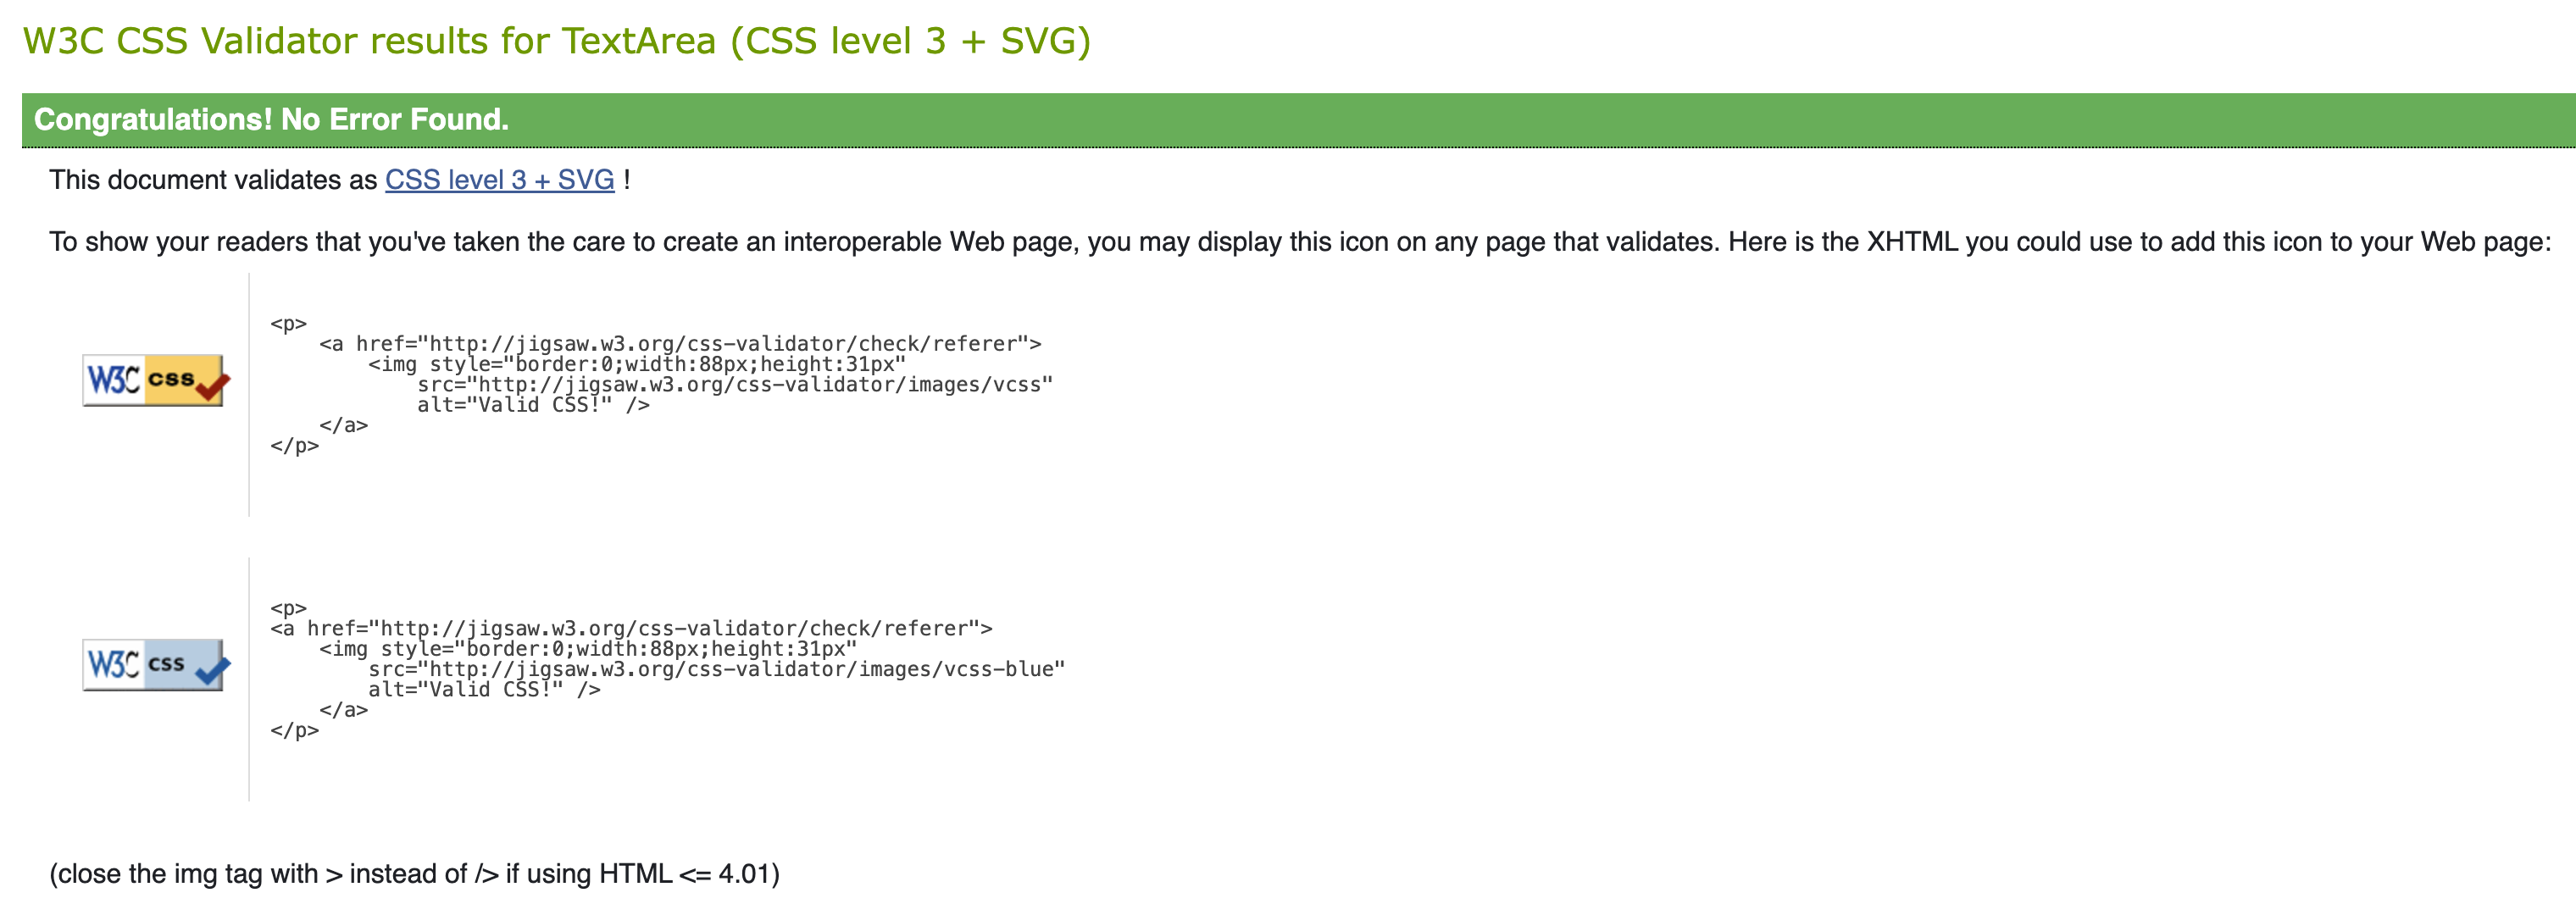 W3C CSS Validator results for TextArea (CSS level 3 + SVG)
Congratulations! No Error Found.
This document validates as CSS level 3 + SVG !
To show your readers that you've taken the care to create an interoperable Web page, you may display this icon on any page that validates. Here is the XHTML you could use to add this icon to your Web page:
<p>
    <a href="http://jigsaw.w3.org/css-validator/check/referer">
        <img style="border:0;width:88px;height:31px"
W3C css
            src="http://jigsaw.w3.org/css-validator/images/vcss"
            alt="Valid CSS!" />
    </a>
</p>
<p>
<a href="http://jigsaw.w3.org/css-validator/check/referer">
    <img style="border:0;width:88px;height:31px"
W3C css
        src="http://jigsaw.w3.org/css-validator/images/vcss-blue"
        alt="Valid CSS!" />
    </a>
</p>
(close the img tag with > instead of /> if using HTML <= 4.01)